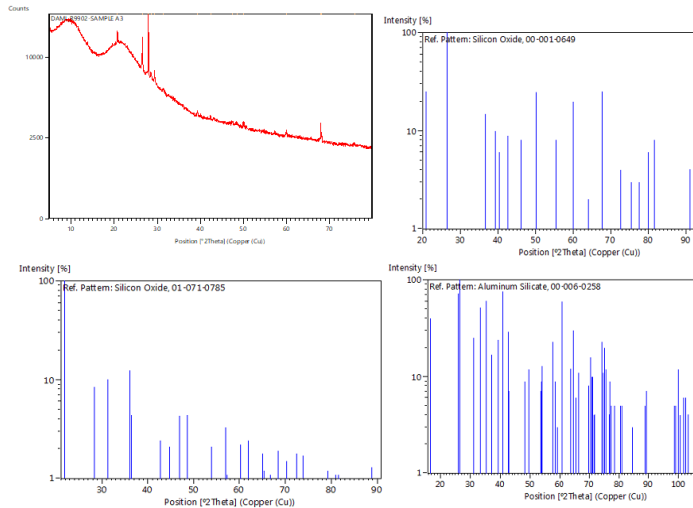 Counts
DAML-B9902-SAMPLE A3
10000
2500
0
10 20 30 40 50 60 70
Position [°2Theta] (Copper (Cu))
Intensity [%]
Ref. Pattern: Silicon Oxide, 00-001-0649
100
10
1
20 30 40 50 60 70 80 90
Position [°2Theta] (Copper (Cu))
Intensity [%]
Ref. Pattern: Silicon Oxide, 01-071-0785
100
10
1
30 40 50 60 70 80 90
Position [°2Theta] (Copper (Cu))
Intensity [%]
Ref. Pattern: Aluminum Silicate, 00-006-0258
100
10
1
20 30 40 50 60 70 80 90 100
Position [°2Theta] (Copper (Cu))